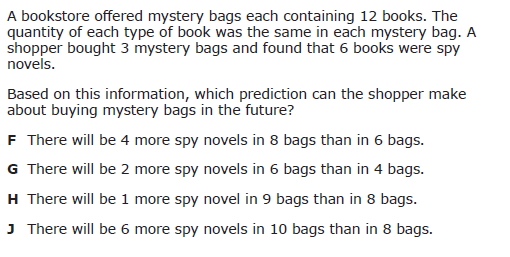 A bookstore offered mystery bags each containing 12 books. The
quantity of each type of book was the same in each mystery bag. A
shopper bought 3 mystery bags and found that 6 books were spy
novels.
Based on this information, which prediction can the shopper make
about buying mystery bags in the future?
F There will be 4 more spy novels in 8 bags than in 6 bags.
G There will be 2 more spy novels in 6 bags than in 4 bags.
H There will be 1 more spy novel in 9 bags than in 8 bags.
J There will be 6 more spy novels in 10 bags than in 8 bags.